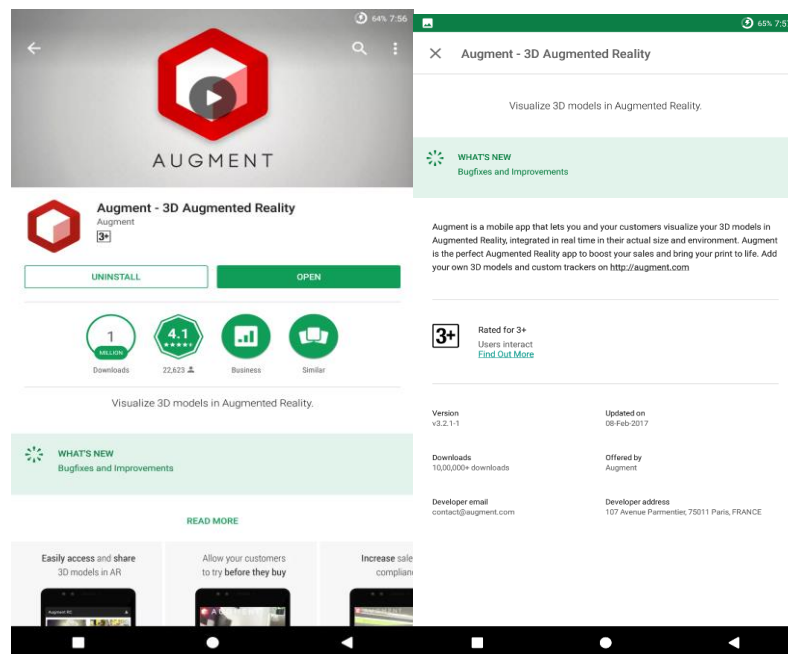 64% 7:56
AUGMENT
Augment - 3D Augmented Reality
Augment
3+
UNINSTALL
OPEN
1
MILLION
4.1
Downloads
22,623
Business
Similar
Visualize 3D models in Augmented Reality.
WHAT'S NEW
Bugfixes and Improvements
READ MORE
Easily access and share
3D models in AR
Allow your customers
to try before they buy
Increase sale
complian
Augment
AUGMENT
AUGMENT
65% 7:57
Augment - 3D Augmented Reality
Visualize 3D models in Augmented Reality.
WHAT'S NEW
Bugfixes and Improvements
Augment is a mobile app that lets you and your customers visualize your 3D models in
Augmented Reality, integrated in real time in their actual size and environment. Augment
is the perfect Augmented Reality app to boost your sales and bring your print to life. Add
your own 3D models and custom trackers on http://augment.com
3+
Rated for 3+
Users interact
Find Out More
Version
v3.2.1-1
Updated on
08-Feb-2017
Downloads
10,00,000+ downloads
Offered by
Augment
Developer email
contact@augment.com
Developer address
107 Avenue Parmentier, 75011 Paris, FRANCE